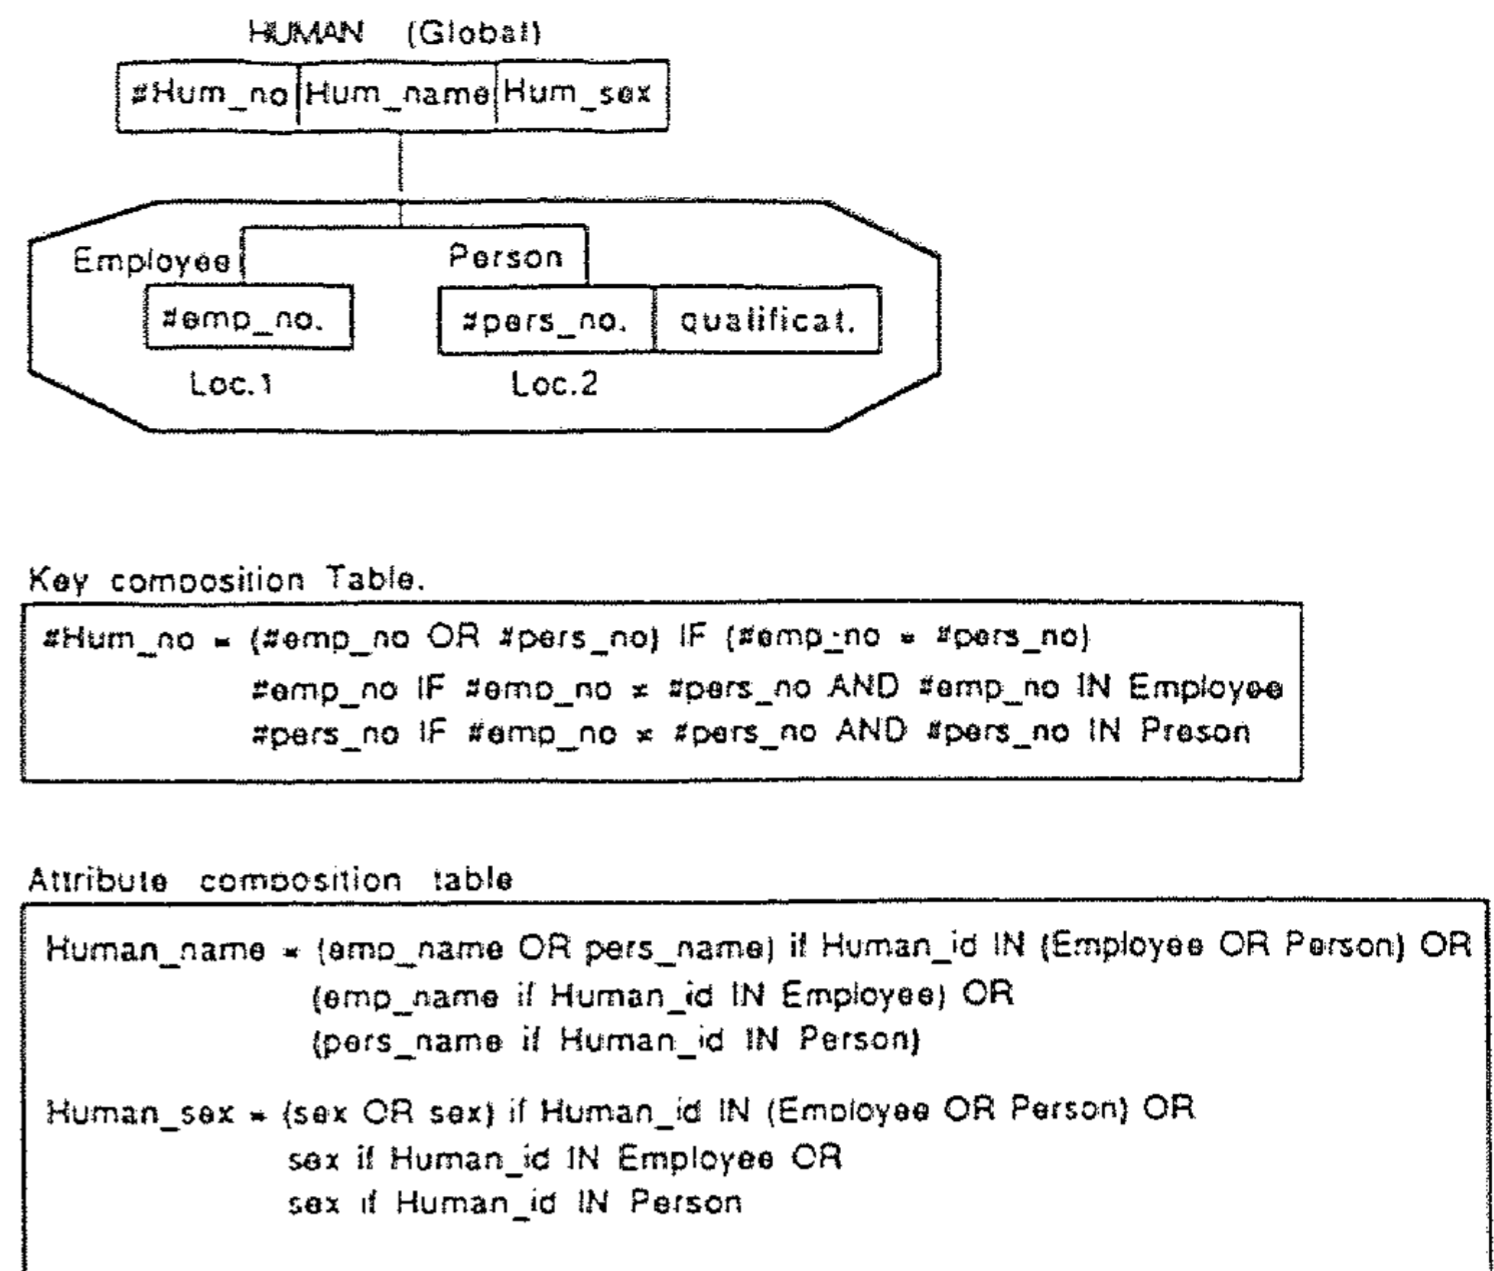 HUMAN (Global)
#Hum_no Hum_name Hum_sex
Employee Person
#emp_no. #pers_no. qualificat.
Loc.1 Loc.2
Key composition Table.
#Hum_no = (#emp_no OR #pers_no) IF (#emp_no = #pers_no)
#emp_no IF #emp_no ≠ #pers_no AND #emp_no IN Employee
#pers_no IF #emp_no ≠ #pers_no AND #pers_no IN Preson
Attribute composition table
Human_name = (emp_name OR pers_name) if Human_id IN (Employee OR Person) OR
(emp_name if Human_id IN Employee) OR
(pers_name if Human_id IN Person)
Human_sex = (sex OR sex) if Human_id IN (Employee OR Person) OR
sex if Human_id IN Employee OR
sex if Human_id IN Person